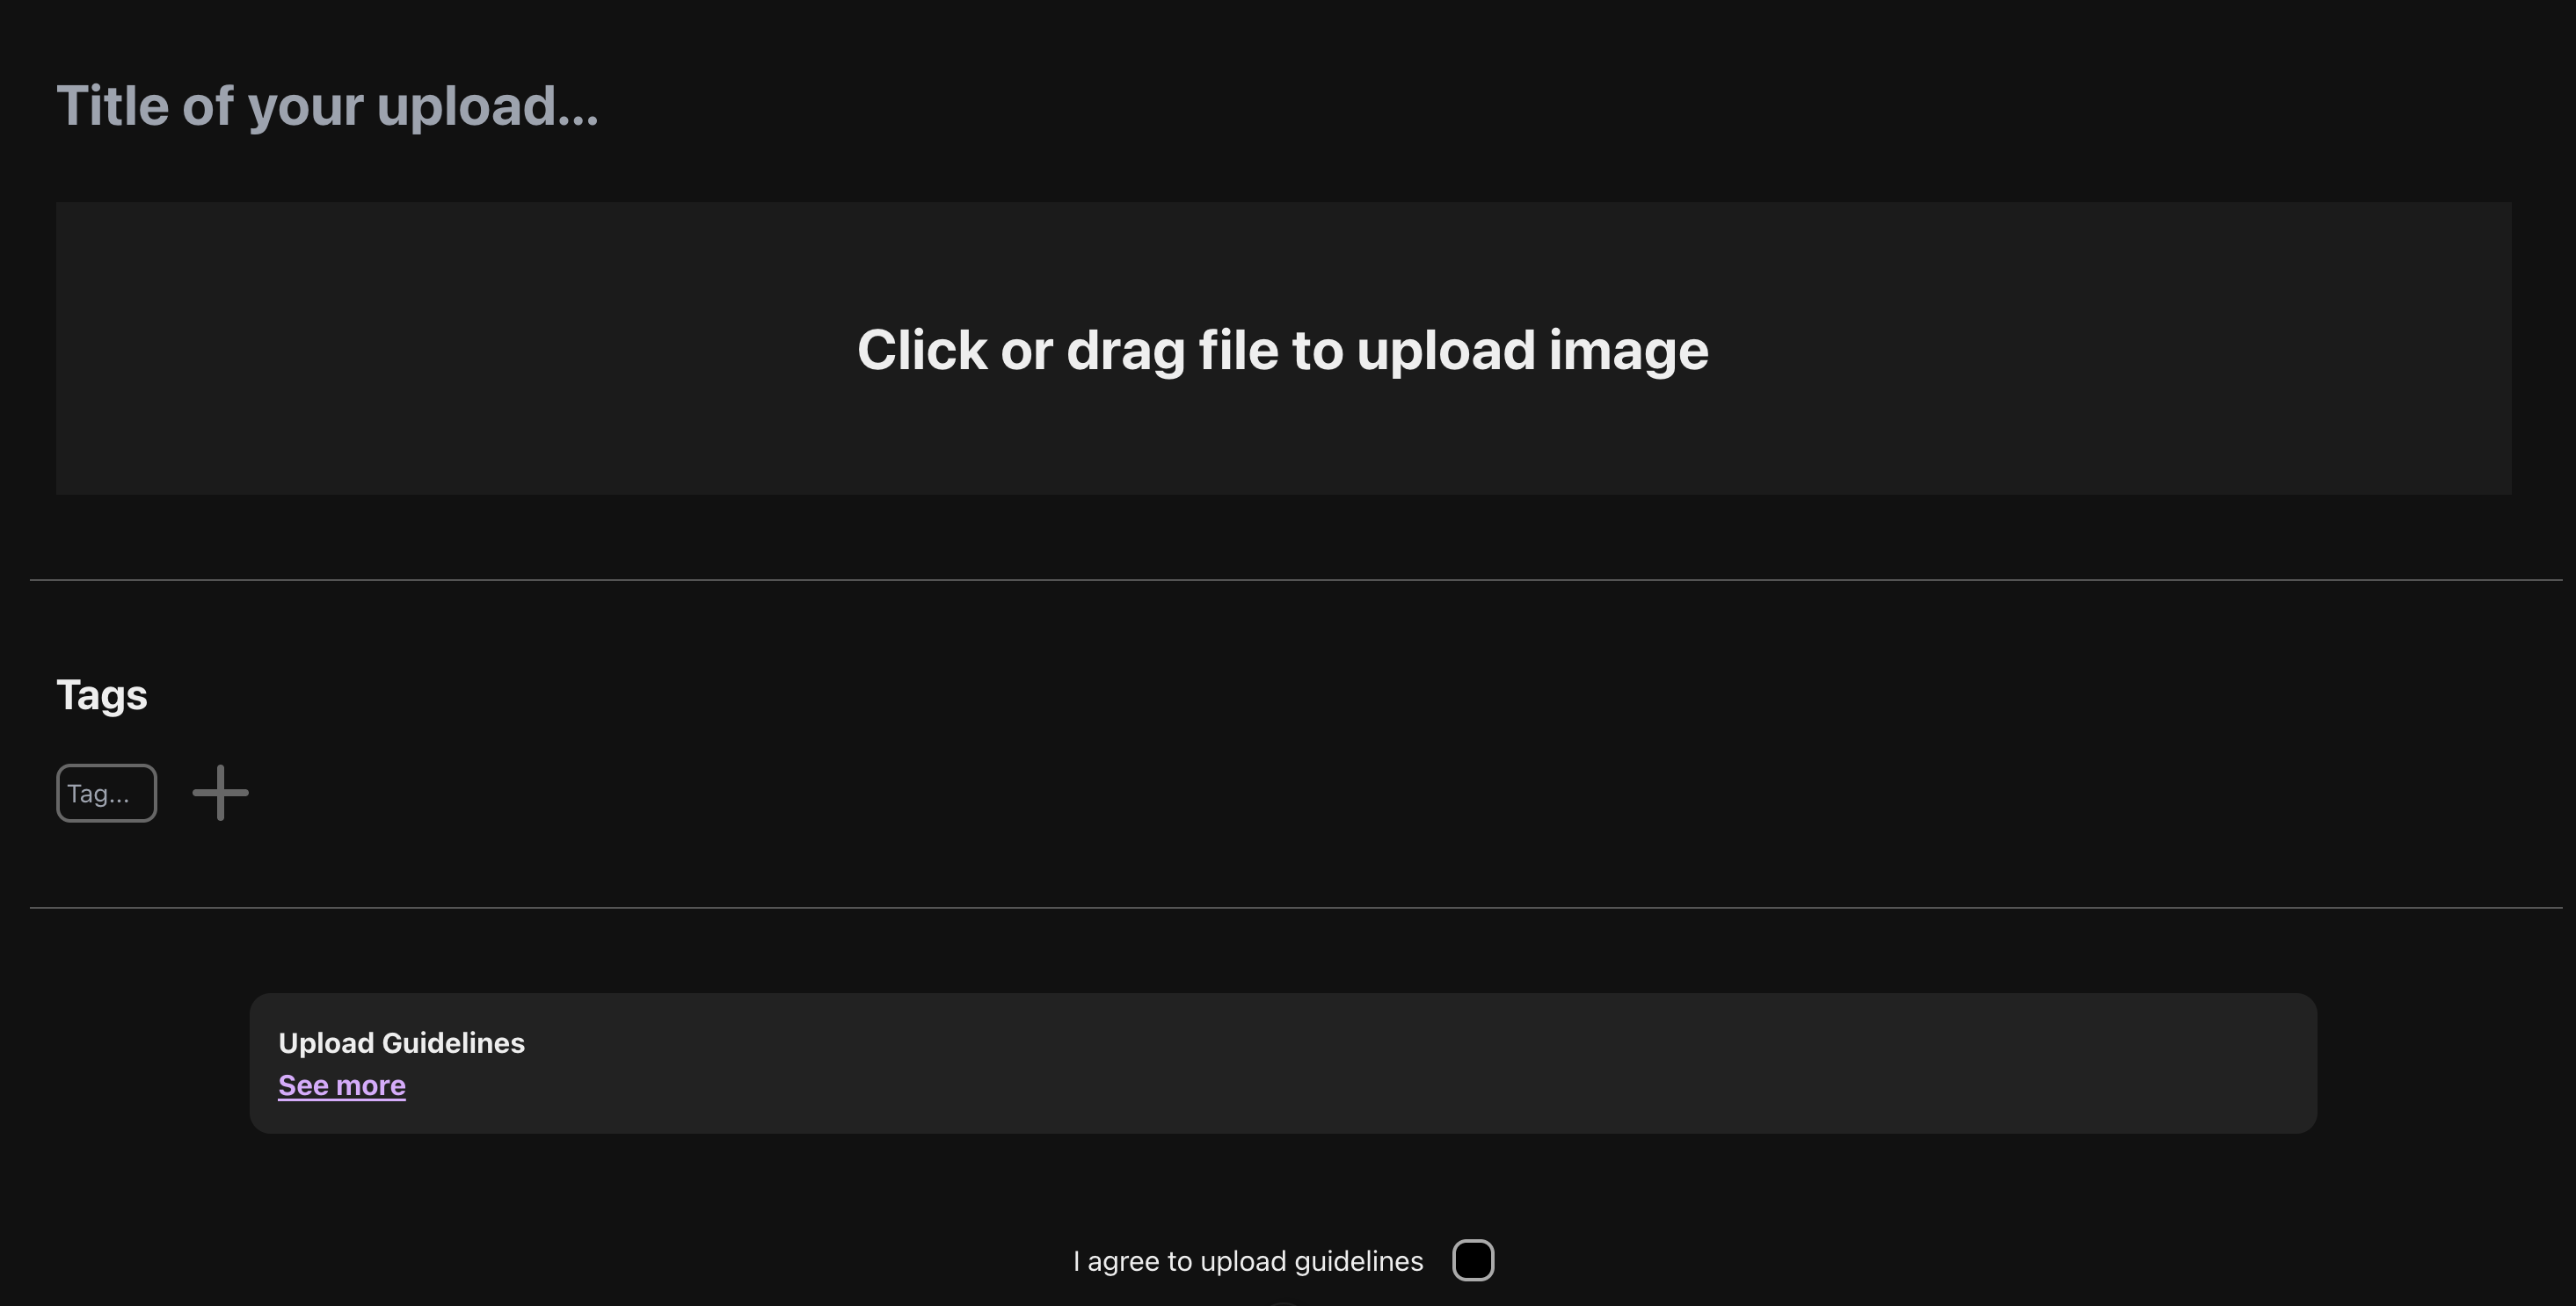 Title of your upload...
Click or drag file to upload image
Tags
Tag...
Upload Guidelines
See more
I agree to upload guidelines